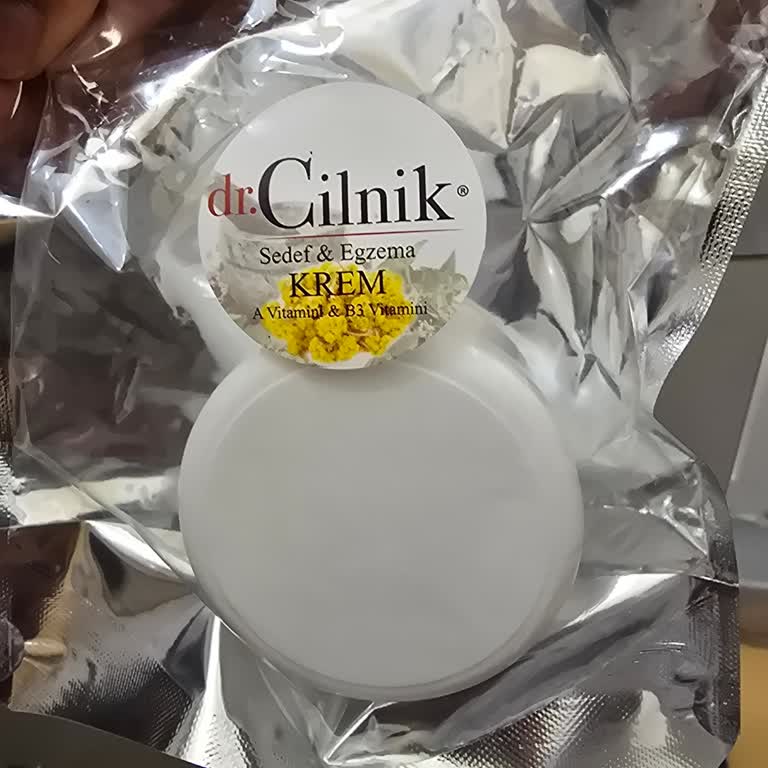 dr.Cilnik®
Sedef & Egzema
KREM
A Vitamini & B3 Vitamini